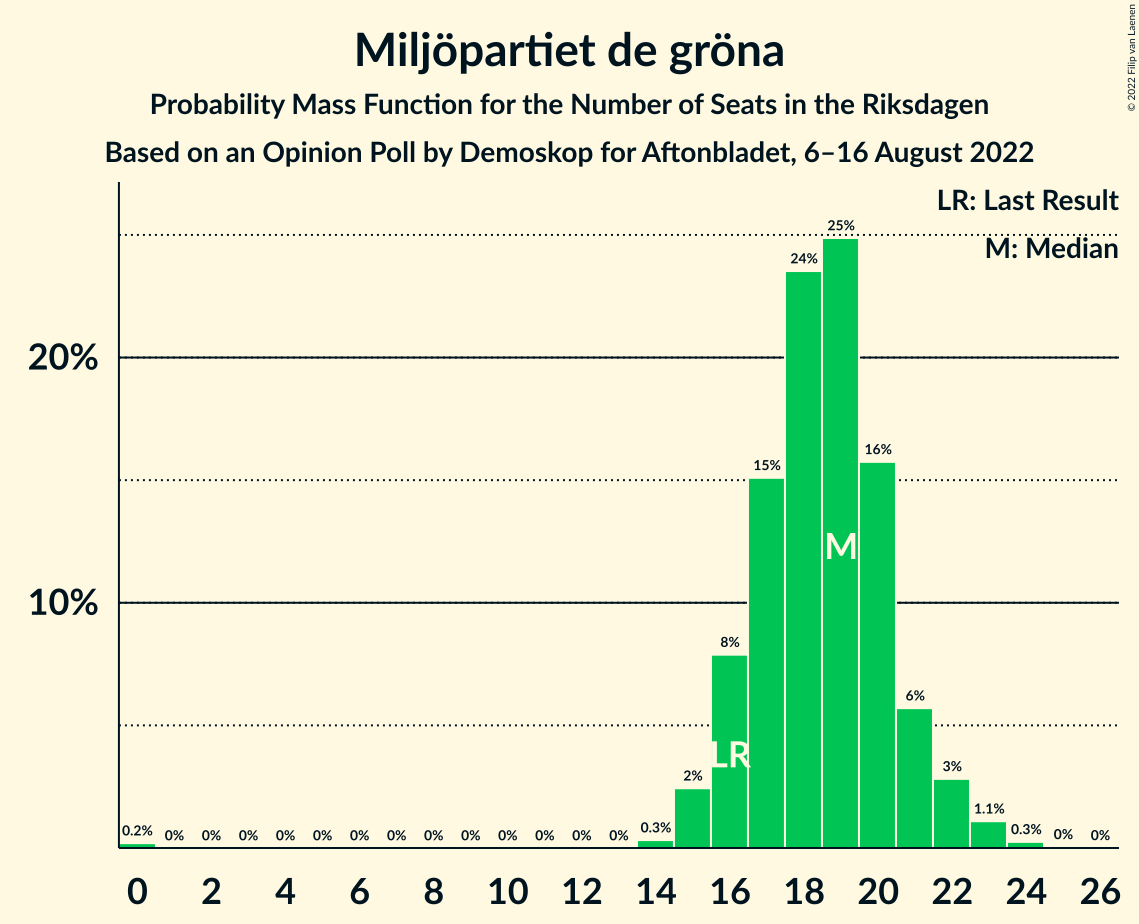 Miljöpartiet de gröna
Probability Mass Function for the Number of Seats in the Riksdagen
Based on an Opinion Poll by Demoskop for Aftonbladet, 6–16 August 2022
© 2022 Filip van Laenen
LR: Last Result
M: Median
20%
10%
0.2% 0% 0% 0% 0% 0% 0% 0% 0% 0% 0% 0% 0% 0% 0.3% 2% 8% 15% 24% 25% 16% 6% 3% 1.1% 0.3% 0% 0%
LR
M
0 2 4 6 8 10 12 14 16 18 20 22 24 26